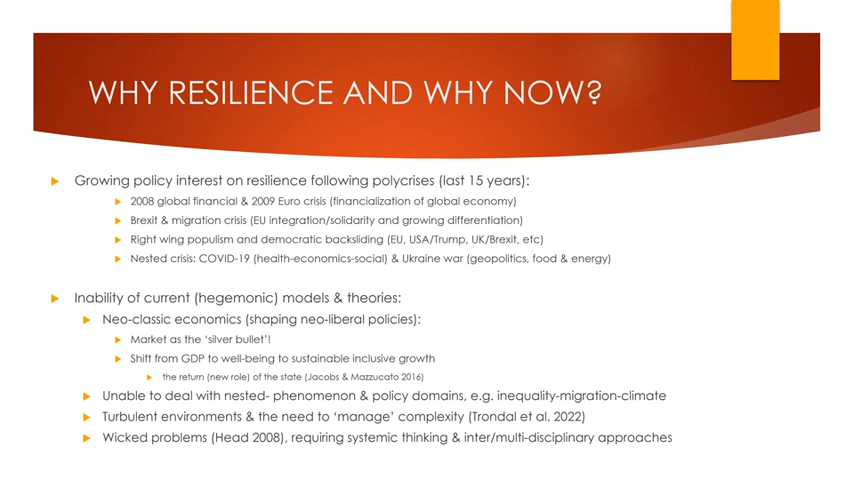 WHY RESILIENCE AND WHY NOW?
Growing policy interest on resilience following polycrises (last 15 years):
2008 global financial & 2009 Euro crisis (financialization of global economy)
Brexit & migration crisis (EU integration/solidarity and growing differentiation)
Right wing populism and democratic backsliding (EU, USA/Trump, UK/Brexit, etc)
Nested crisis: COVID-19 (health-economics-social) & Ukraine war (geopolitics, food & energy)
Inability of current (hegemonic) models & theories:
Neo-classic economics (shaping neo-liberal policies):
Market as the ‘silver bullet’!
Shift from GDP to well-being to sustainable inclusive growth
the return (new role) of the state (Jacobs & Mazzucato 2016)
Unable to deal with nested- phenomenon & policy domains, e.g. inequality-migration-climate
Turbulent environments & the need to ‘manage’ complexity (Trondal et al. 2022)
Wicked problems (Head 2008), requiring systemic thinking & inter/multi-disciplinary approaches